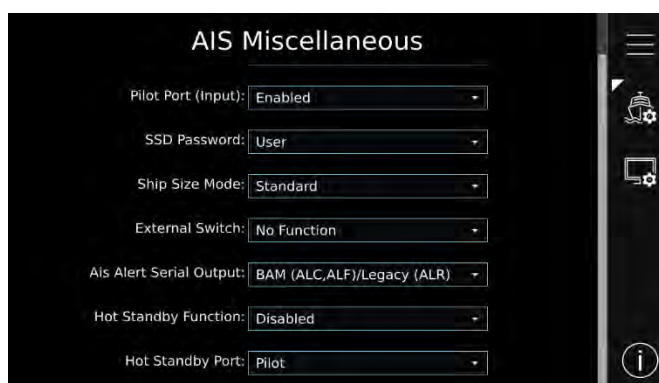 AIS Miscellaneous
Pilot Port (Input): Enabled
SSD Password: User
Ship Size Mode: Standard
External Switch: No Function
Ais Alert Serial Output: BAM (ALC,ALF)/Legacy (ALR)
Hot Standby Function: Disabled
Hot Standby Port: Pilot